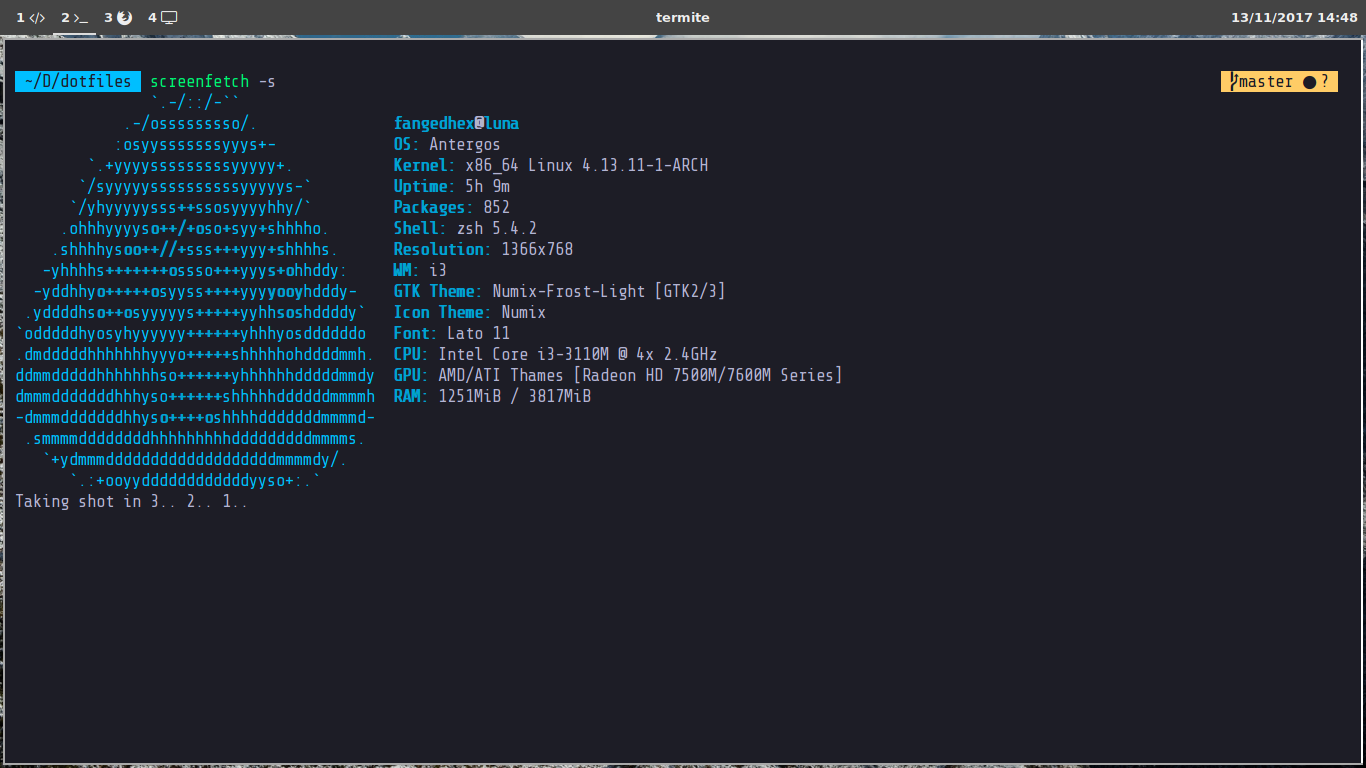 1 </> 2 >_ 3 4 termite 13/11/2017 14:48
~/D/dotfiles screenfetch -s master ● ?
`.-/::/-``
.-/osssssssso/.
:osyysssssssyyys+-
`.+yyyysssssssssyyyyy+.
`/syyyyyssssssssssyyyyyys-`
`/yhyyyyysss++ssosyyyyhhy/`
.ohhhyyyyso++/+oso+syy+shhhho.
.shhhhysoo++//+sss+++yyy+shhhhs.
-yhhhhs+++++++ossso+++yyys+ohhddy:
-yddhhyo+++++osyyss++++yyyyooyhdddy-
.yddddhso++osyyyyys+++++yyhhsoshddddy`
`odddddhyosyhyyyyyy++++++yhhhyosddddddo
.dmdddddhhhhhhhyyyo+++++shhhhhohddddmmh.
ddmmdddddhhhhhhhso++++++yhhhhhhdddddmmdy
dmmmdddddddhhhyso++++++shhhhhddddddmmmmh
-dmmmdddddddhhyso++++oshhhhdddddddmmmmd-
.smmmmddddddddhhhhhhhhhdddddddddmmmms.
`+ydmmmdddddddddddddddddddmmmmdy/.
`.:+ooyyddddddddddddyyso+:.`
fangedhex@luna
OS: Antergos
Kernel: x86_64 Linux 4.13.11-1-ARCH
Uptime: 5h 9m
Packages: 852
Shell: zsh 5.4.2
Resolution: 1366x768
WM: i3
GTK Theme: Numix-Frost-Light [GTK2/3]
Icon Theme: Numix
Font: Lato 11
CPU: Intel Core i3-3110M @ 4x 2.4GHz
GPU: AMD/ATI Thames [Radeon HD 7500M/7600M Series]
RAM: 1251MiB / 3817MiB
Taking shot in 3.. 2.. 1..